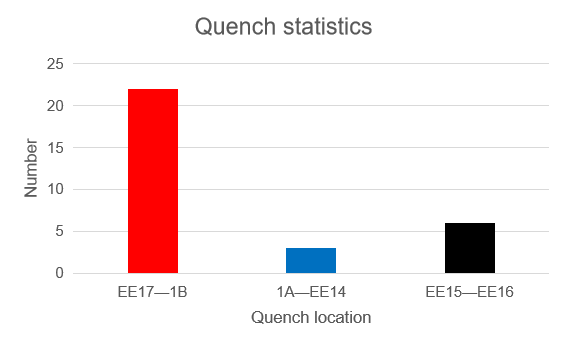 Quench statistics
25
20
15
10
5
0
Number
EE17—1B 1A—EE14 EE15—EE16
Quench location